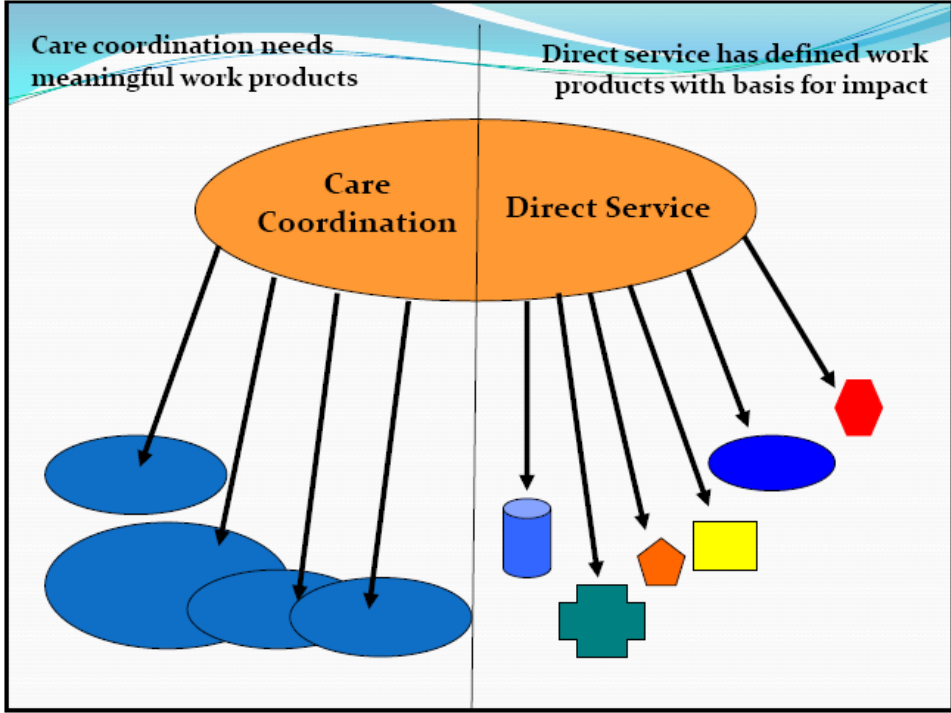 Care coordination needs
meaningful work products
Direct service has defined work
products with basis for impact
Care
Coordination
Direct Service